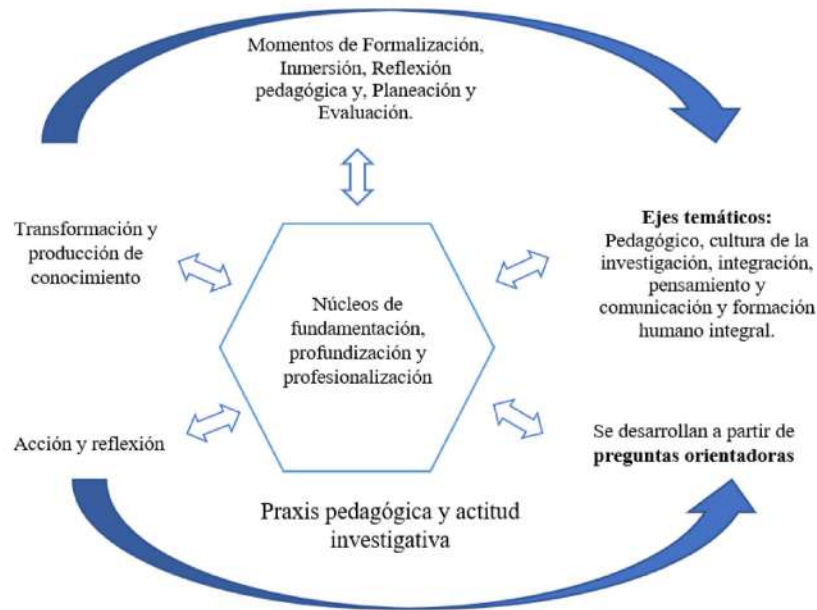 Momentos de Formalización,
Inmersión, Reflexión
pedagógica y, Planeación y
Evaluación.
Transformación y
producción de
conocimiento
Núcleos de
fundamentación,
profundización y
profesionalización
Ejes temáticos:
Pedagógico, cultura de la
investigación, integración,
pensamiento y
comunicación y formación
humano integral.
Acción y reflexión
Se desarrollan a partir de
preguntas orientadoras
Praxis pedagógica y actitud
investigativa